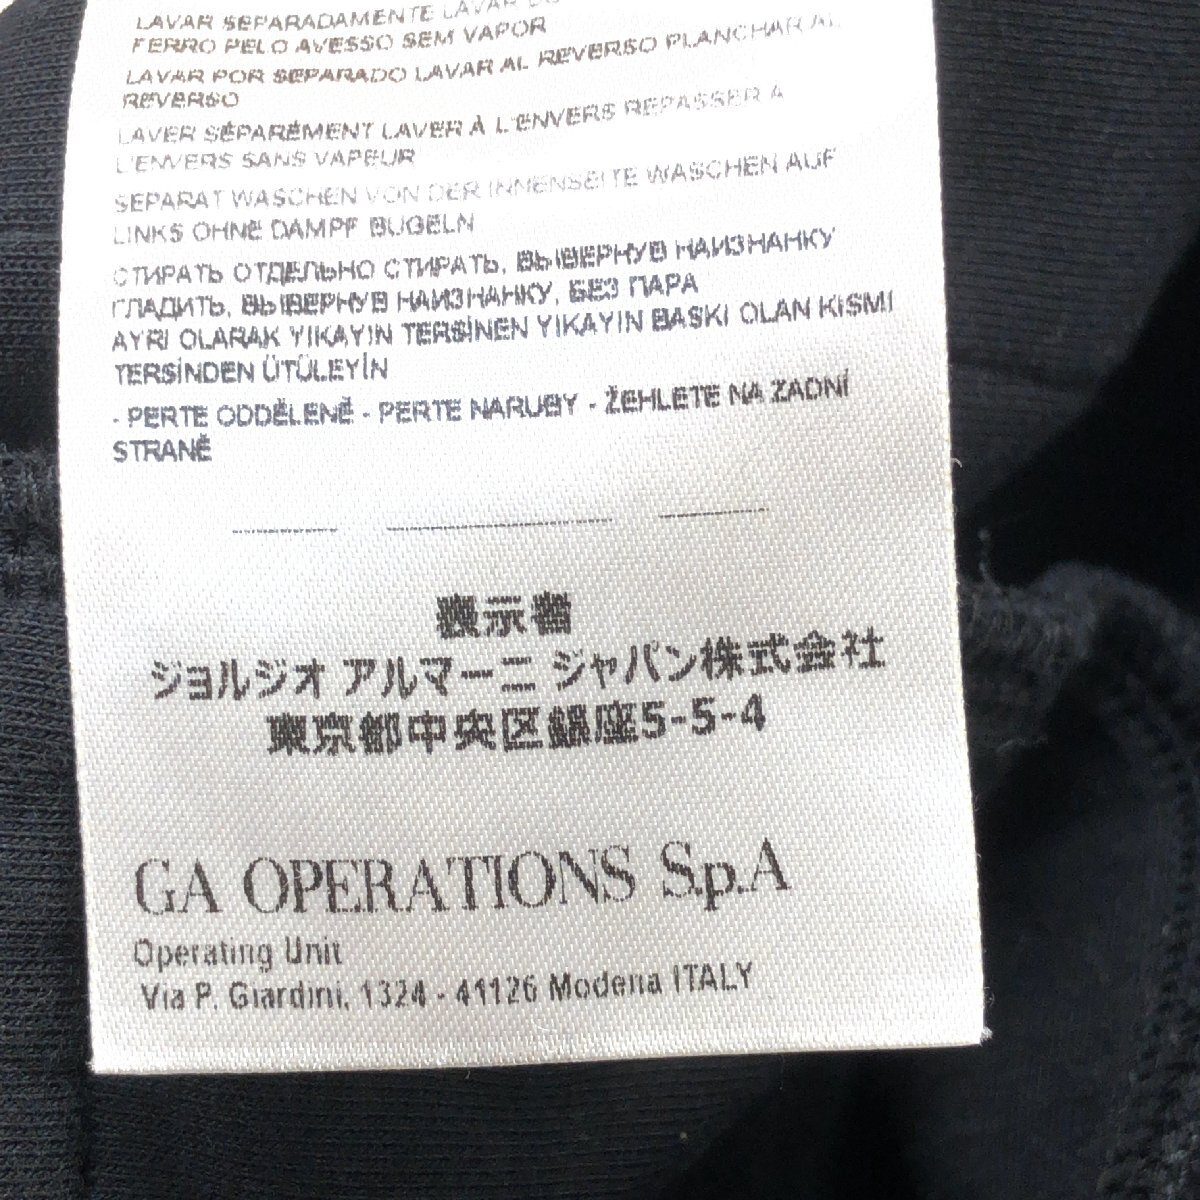 LAVAR SEPARADAMENTE LAVAR DO
FERRO PELO AVESSO SEM VAPOR
LAVAR POR SEPARADO LAVAR AL REVERSO PLANCHAR AL
REVERSO
LAVER SÉPARÉMENT LAVER À L'ENVERS REPASSER A
L'ENVERS SANS VAPEUR
SEPARAT WASCHEN VON DER INNENSEITE WASCHEN AUF
LINKS OHNE DAMPF BUGELN
СТИРАТЬ ОТДЕЛЬНО СТИРАТЬ, ВЫВЕРНУВ НАИЗНАНКУ
ГЛАДИТЬ, ВЫВЕРНУВ НАИЗНАНКУ, БЕЗ ПАРА
AYRI OLARAK YIKAYIN TERSİNEN YIKAYIN BASKI OLAN KISMI
TERSİNDEN ÜTÜLEYİN
- PERTE ODDĚLENĚ - PERTE NARUBY - ŽEHLETE NA ZADNÍ
STRANĚ
表示者
ジョルジオ アルマーニ ジャパン株式会社
東京都中央区銀座5-5-4
GA OPERATIONS S.p.A
Operating Unit
Via P. Giardini, 1324 - 41126 Modena ITALY